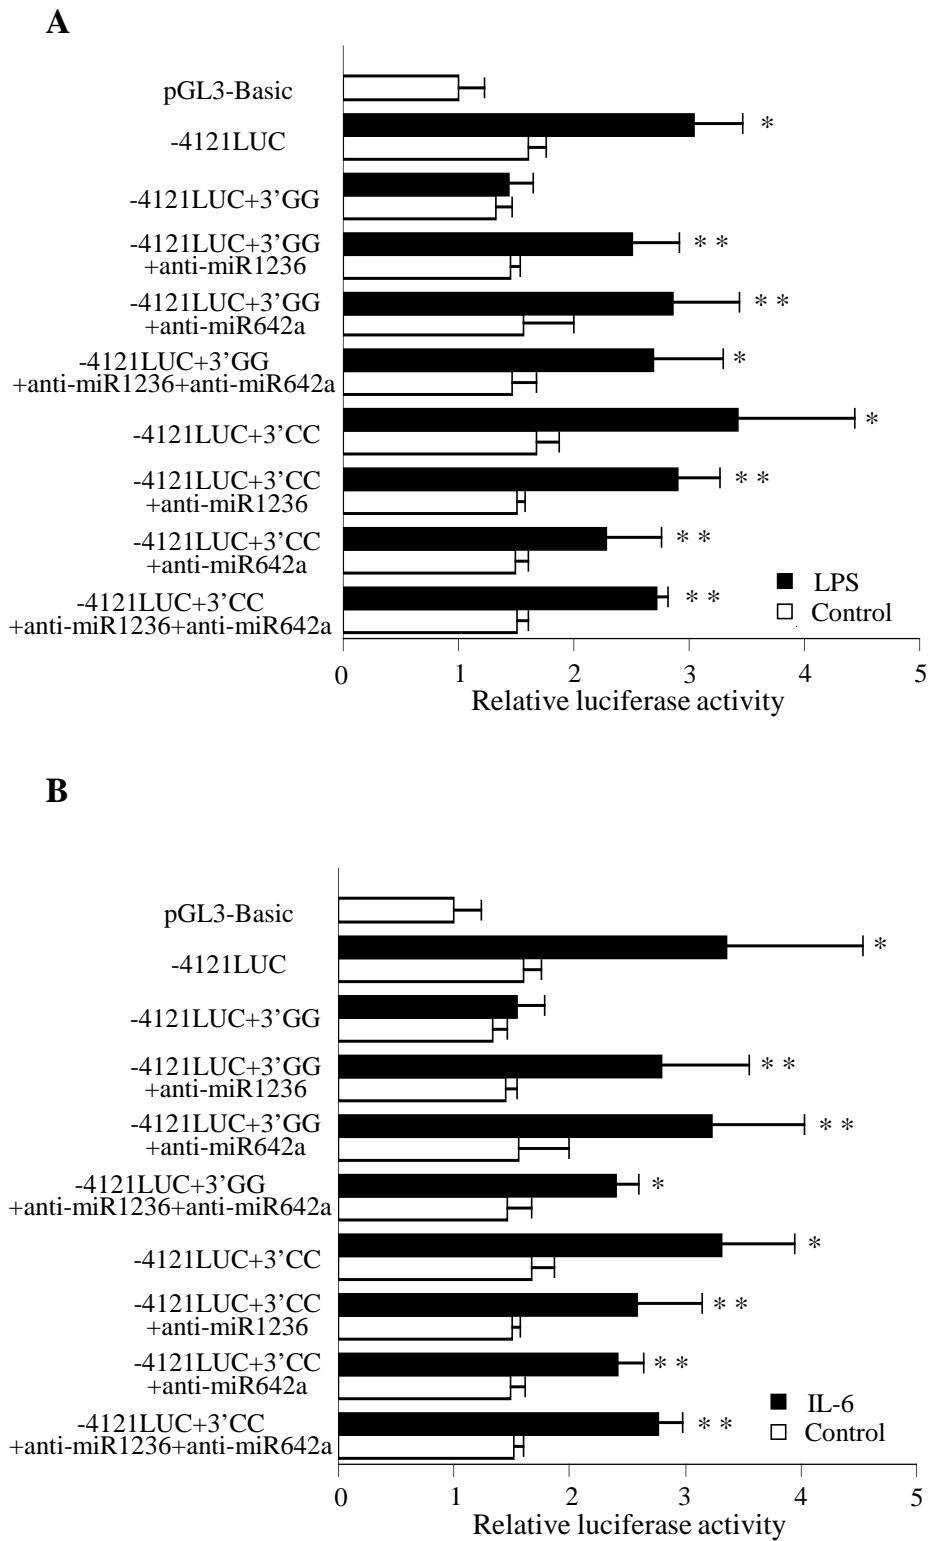 A
pGL3-Basic
-4121LUC
*
-4121LUC+3’GG
-4121LUC+3’GG
+anti-miR1236
* *
-4121LUC+3’GG
+anti-miR642a
* *
-4121LUC+3’GG
+anti-miR1236+anti-miR642a
*
-4121LUC+3’CC
*
-4121LUC+3’CC
+anti-miR1236
* *
-4121LUC+3’CC
+anti-miR642a
* *
-4121LUC+3’CC
+anti-miR1236+anti-miR642a
* *
LPS
Control
0 1 2 3 4 5
Relative luciferase activity
B
pGL3-Basic
-4121LUC
*
-4121LUC+3’GG
-4121LUC+3’GG
+anti-miR1236
* *
-4121LUC+3’GG
+anti-miR642a
* *
-4121LUC+3’GG
+anti-miR1236+anti-miR642a
*
-4121LUC+3’CC
*
-4121LUC+3’CC
+anti-miR1236
* *
-4121LUC+3’CC
+anti-miR642a
* *
-4121LUC+3’CC
+anti-miR1236+anti-miR642a
* *
IL-6
Control
0 1 2 3 4 5
Relative luciferase activity